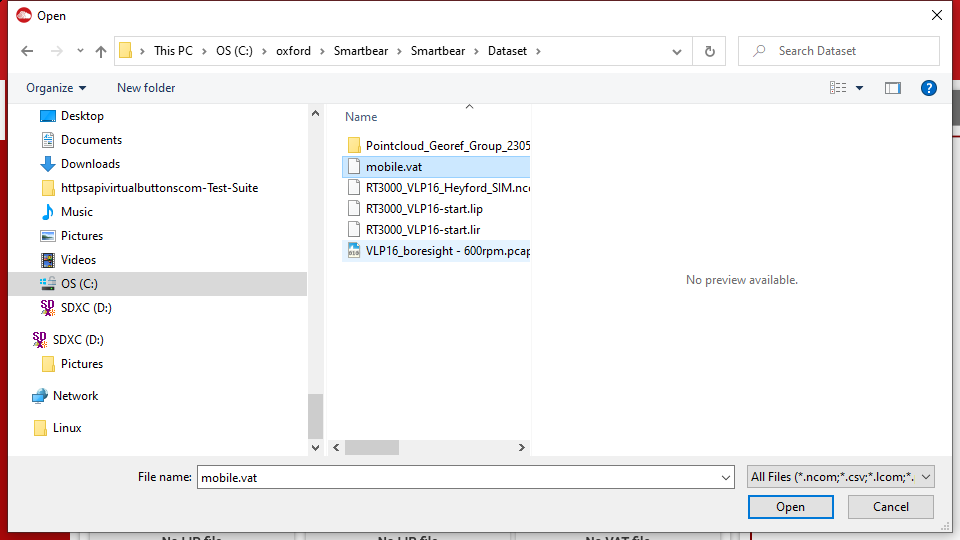 Open
This PC > OS (C:) > oxford > Smartbear > Smartbear > Dataset >
Search Dataset
Organize
New folder
Desktop
Documents
Downloads
httpsapivirtualbuttonscom-Test-Suite
Music
Pictures
Videos
OS (C:)
SDXC (D:)
SDXC (D:)
Pictures
Network
Linux
Name
Pointcloud_Georef_Group_2305
mobile.vat
RT3000_VLP16_Heyford_SIM.nco
RT3000_VLP16-start.lip
RT3000_VLP16-start.lir
VLP16_boresight - 600rpm.pcap
No preview available.
File name: mobile.vat
All Files (*.ncom;*.csv;*.lcom;*.
Open
Cancel
No LIP file
No LIR file
No VAT file